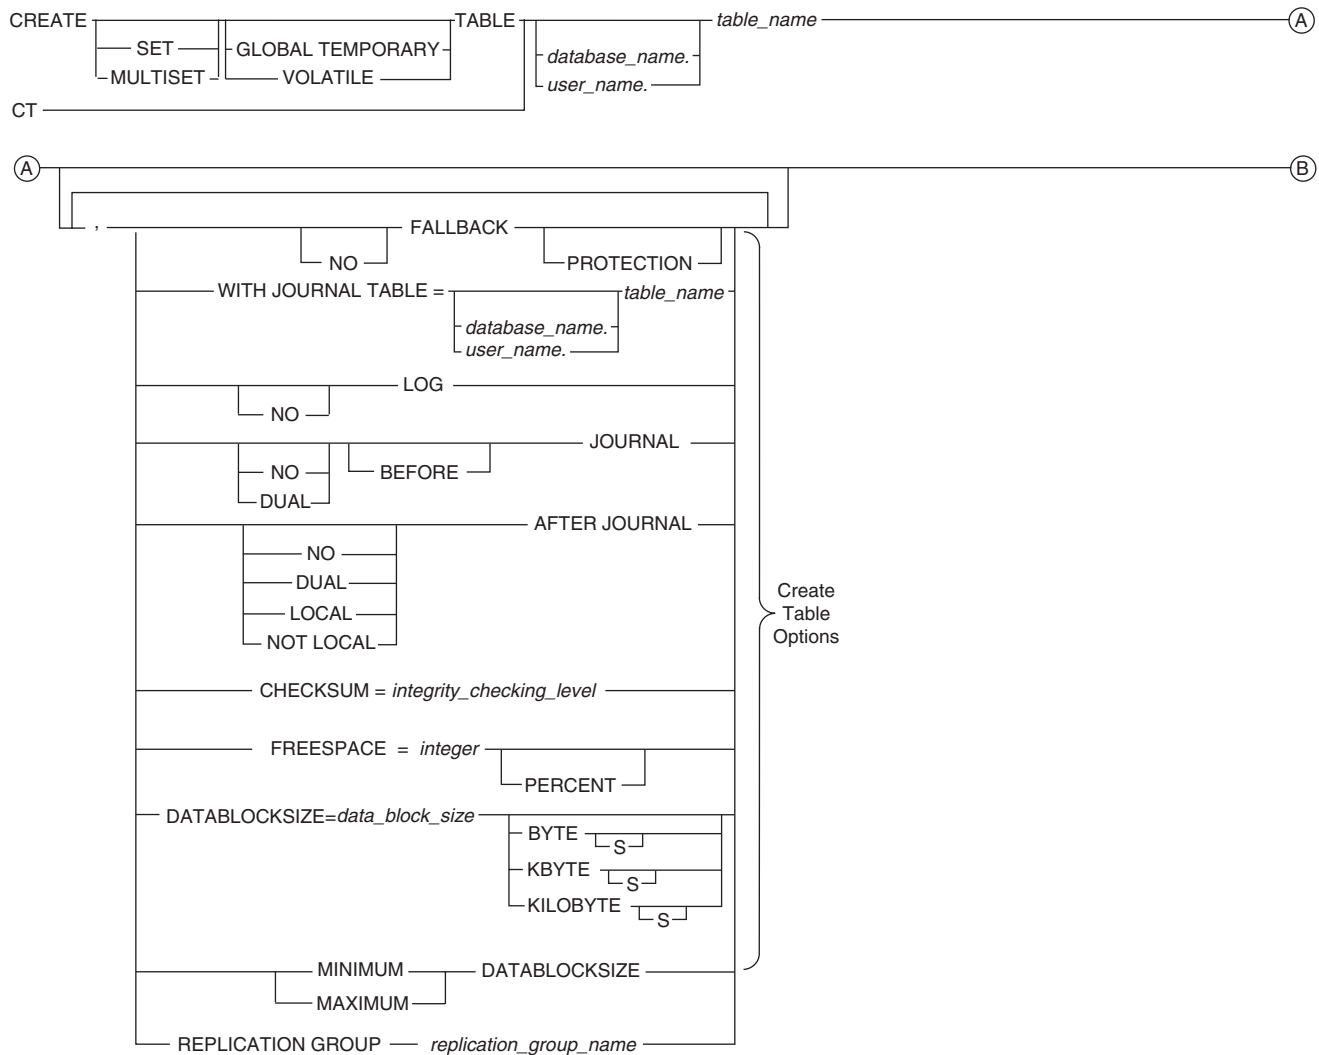 CREATE TABLE table_name A
SET GLOBAL TEMPORARY database_name.
MULTISET VOLATILE user_name.
CT
A B
, FALLBACK
NO PROTECTION
WITH JOURNAL TABLE = table_name
database_name.
user_name.
LOG
NO
JOURNAL
NO BEFORE
DUAL
AFTER JOURNAL
NO
DUAL
LOCAL
NOT LOCAL
Create
Table
Options
CHECKSUM = integrity_checking_level
FREESPACE = integer
PERCENT
DATABLOCKSIZE=data_block_size
BYTE S
KBYTE S
KILOBYTE S
MINIMUM DATABLOCKSIZE
MAXIMUM
REPLICATION GROUP replication_group_name